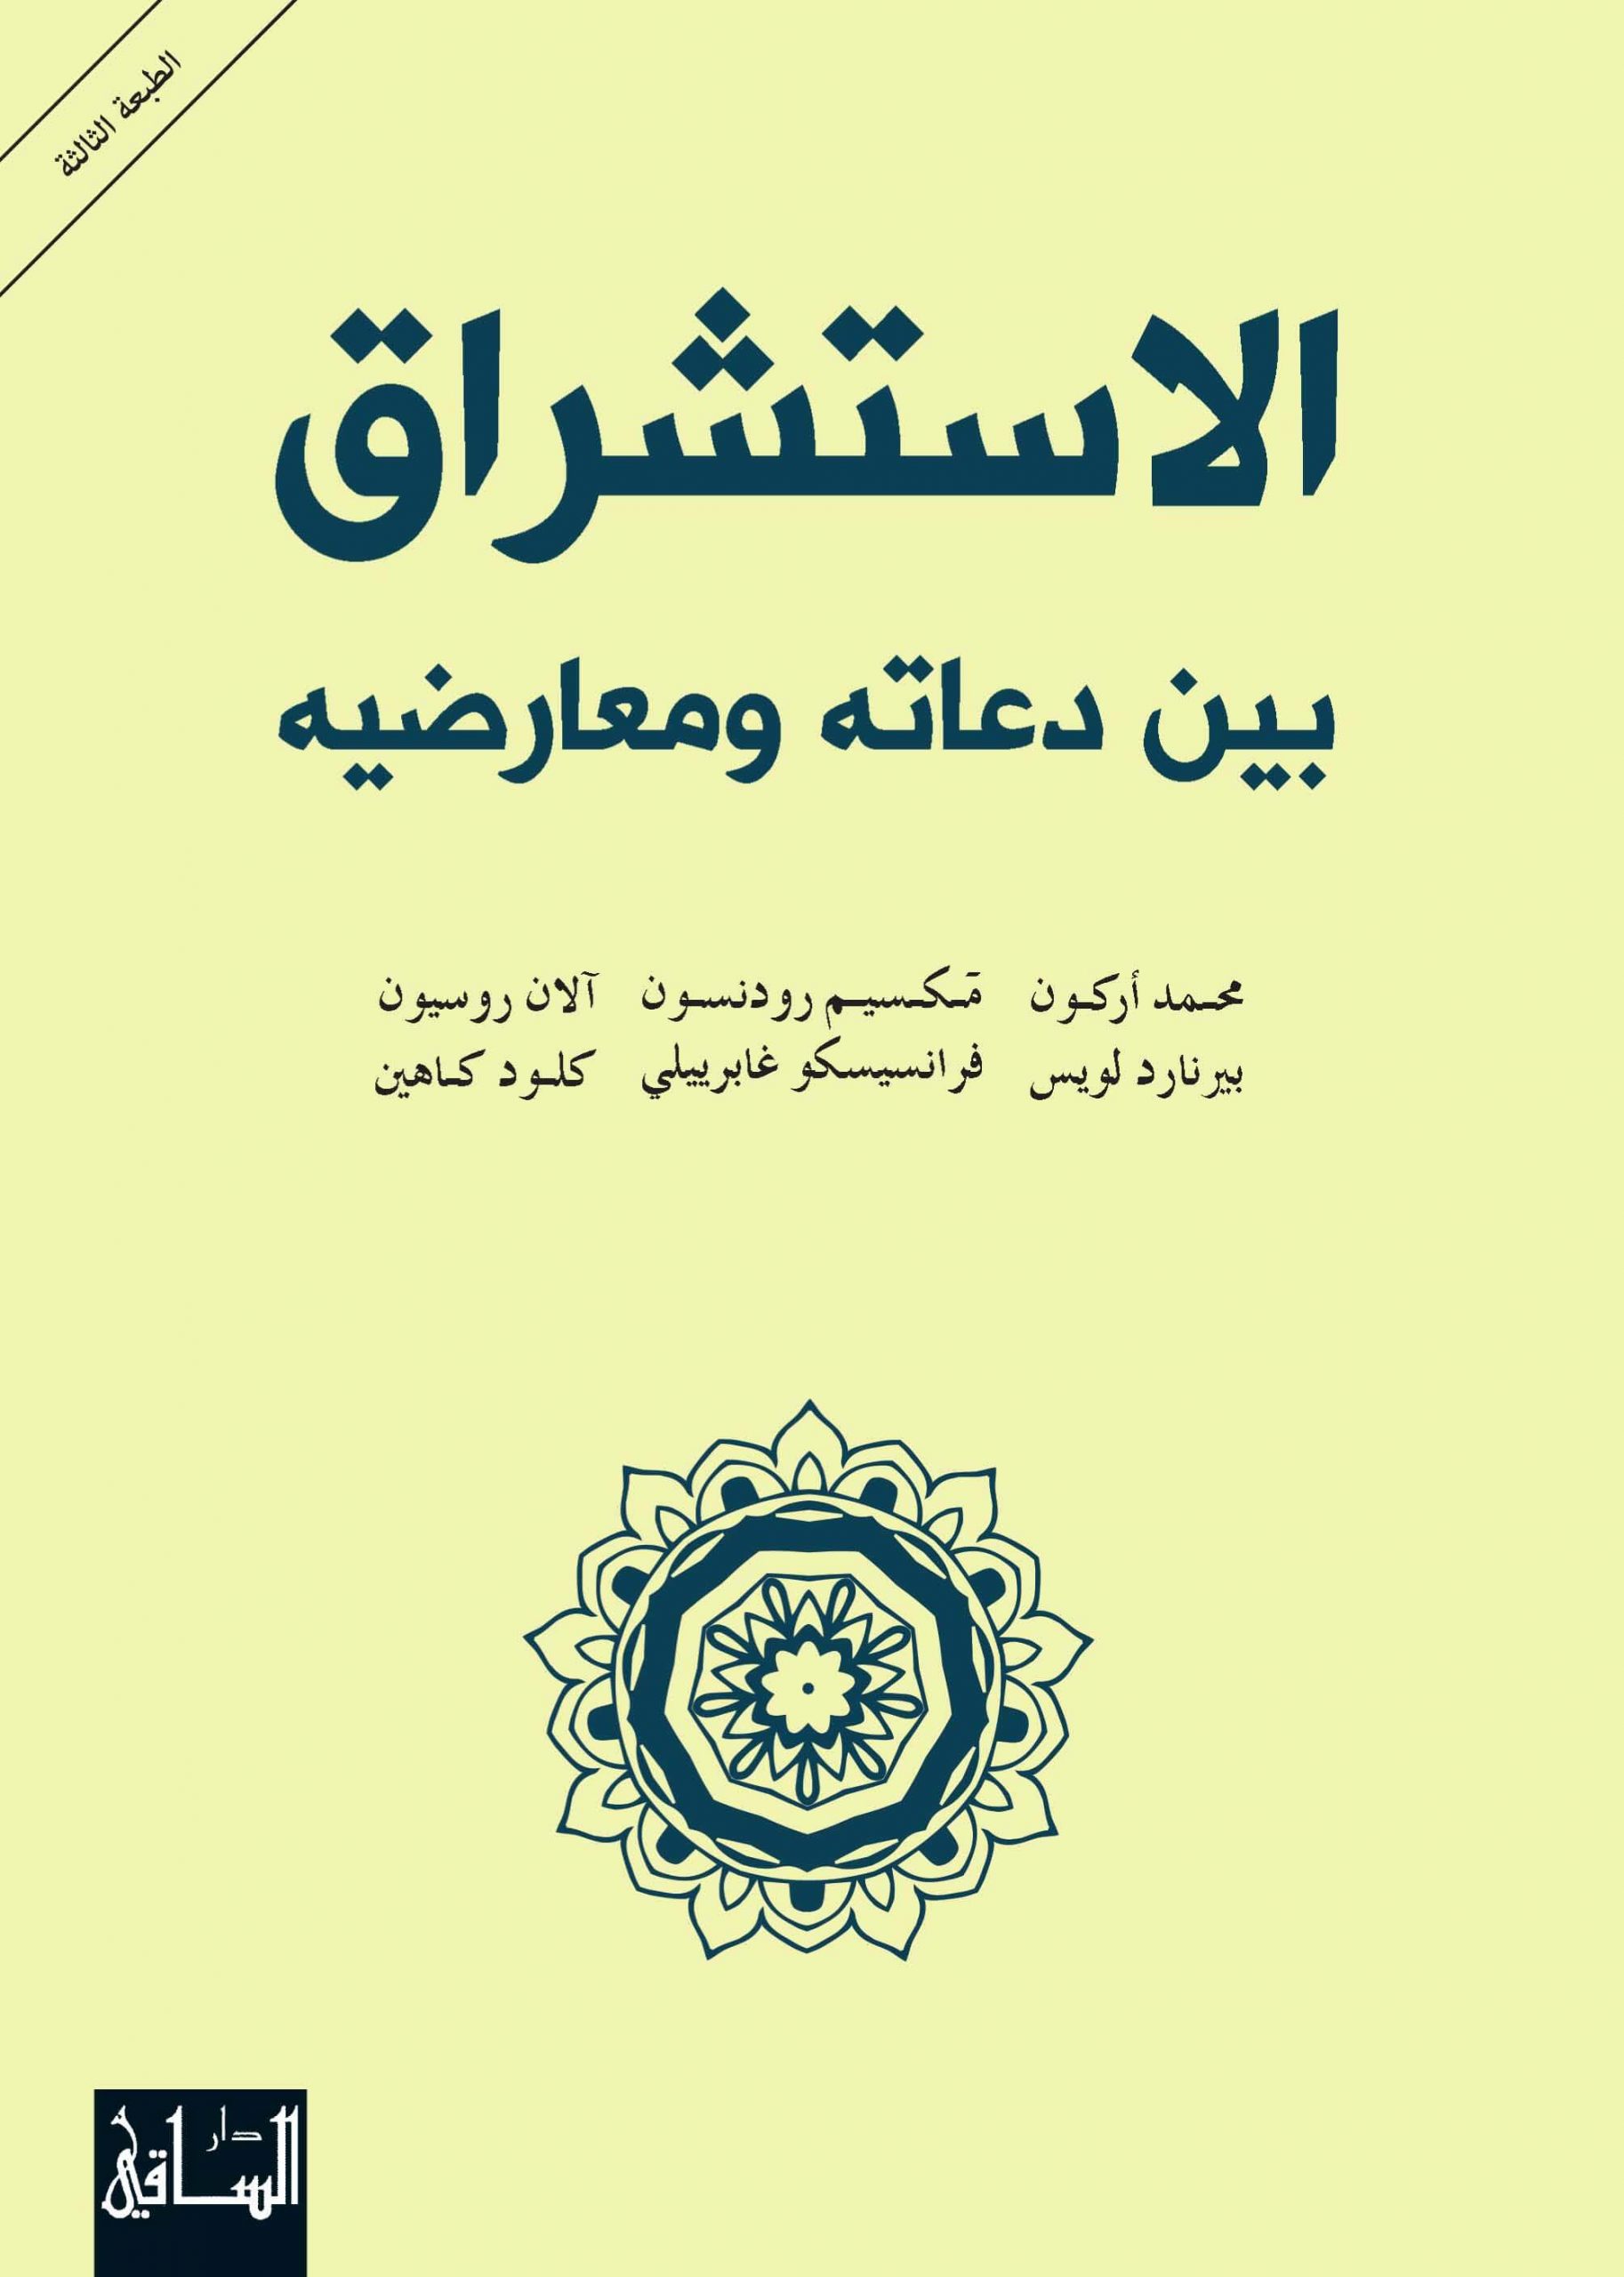 الطبعة الثالثة
الاستشراق
بين دعاته ومعارضيه
محمد أركون مكسيم رودنسون آلان روسيون
بيرنارد لويس فرانسيسكو غابرييلي كلود كاهين
دار
الساقي